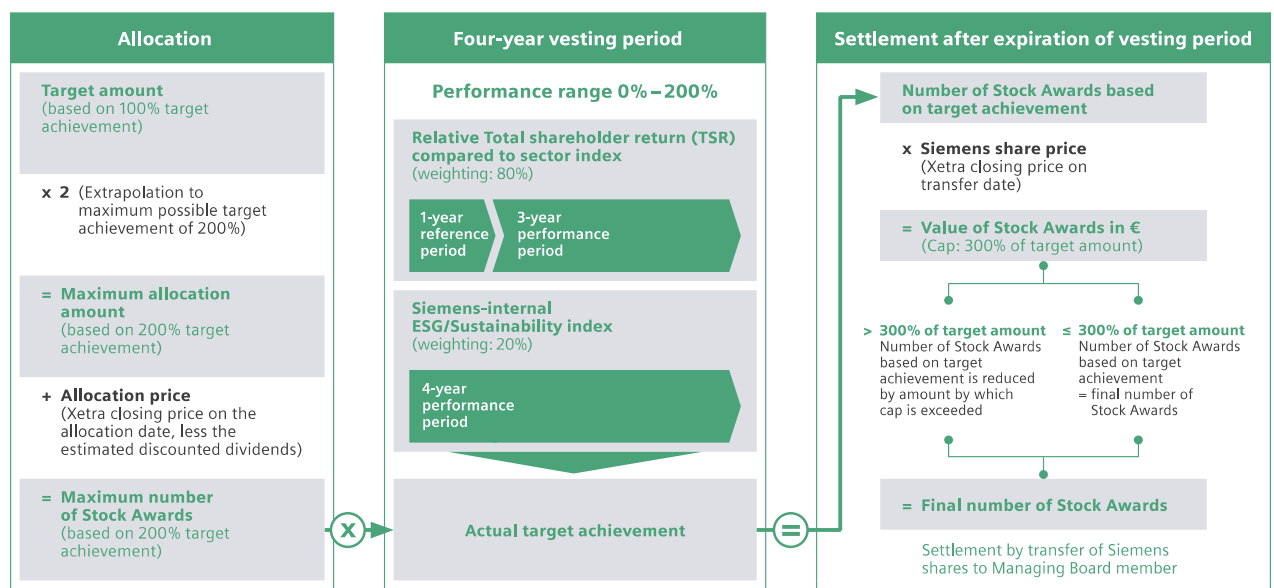 Allocation
Target amount
(based on 100% target
achievement)
x 2 (Extrapolation to
maximum possible target
achievement of 200%)
= Maximum allocation
amount
(based on 200% target
achievement)
+ Allocation price
(Xetra closing price on the
allocation date, less the
estimated discounted dividends)
= Maximum number
of Stock Awards
(based on 200% target
achievement)
x
Four-year vesting period
Performance range 0%–200%
Relative Total shareholder return (TSR)
compared to sector index
(weighting: 80%)
1-year
reference
period
3-year
performance
period
Siemens-internal
ESG/Sustainability index
(weighting: 20%)
4-year
performance
period
Actual target achievement
=
Settlement after expiration of vesting period
Number of Stock Awards based
on target achievement
x Siemens share price
(Xetra closing price on
transfer date)
= Value of Stock Awards in €
(Cap: 300% of target amount)
> 300% of target amount
Number of Stock Awards
based on target
achievement is reduced
by amount by which
cap is exceeded
≤ 300% of target amount
Number of Stock Awards
based on target
achievement
= final number of
Stock Awards
= Final number of Stock Awards
Settlement by transfer of Siemens
shares to Managing Board member